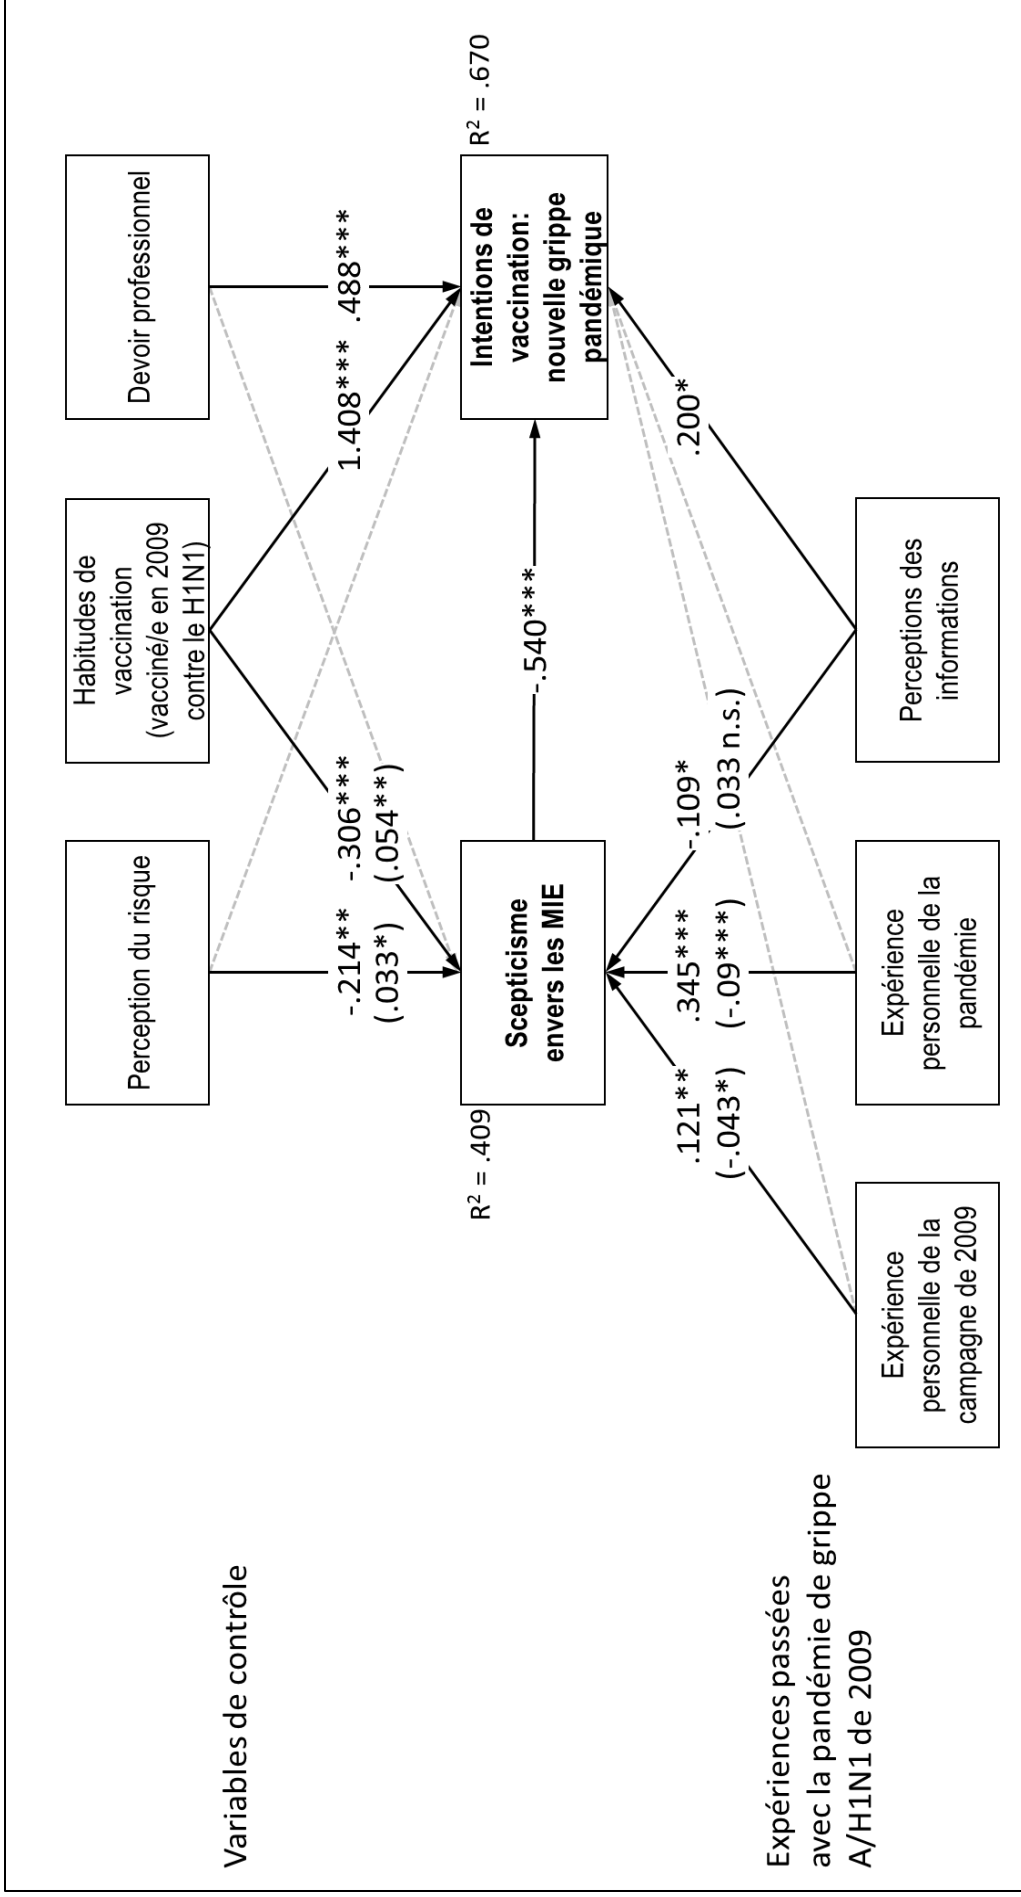 Variables de contrôle
Perception du risque
Habitudes de
vaccination
(vacciné/e en 2009
contre le H1N1)
Devoir professionnel
-.214**
(.033*)
-.306***
(.054**)
1.408***
.488***
R² = .409
Scepticisme
envers les MIE
-.540***
Intentions de
vaccination:
nouvelle grippe
pandémique
R² = .670
.121**
(-.043*)
.345***
(-.09***)
-.109*
(.033 n.s.)
.200*
Expériences passées
avec la pandémie de grippe
A/H1N1 de 2009
Expérience
personnelle de la
campagne de 2009
Expérience
personnelle de la
pandémie
Perceptions des
informations